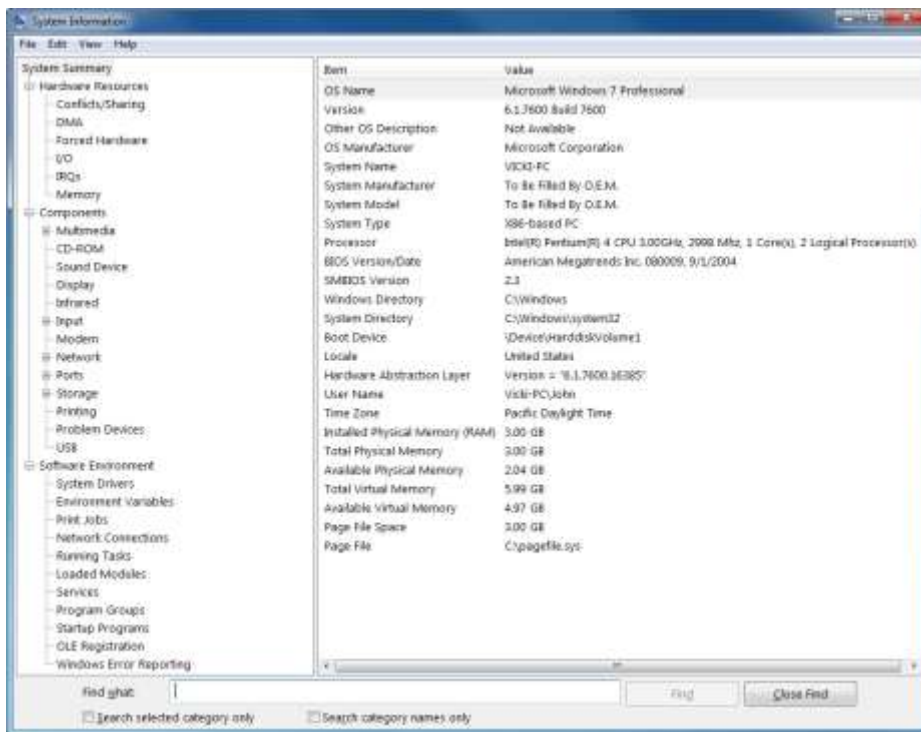 System Information
File Edit View Help
System Summary
Hardware Resources
Conflicts/Sharing
DMA
Forced Hardware
I/O
IRQs
Memory
Components
Multimedia
CD-ROM
Sound Device
Display
Infrared
Input
Modem
Network
Ports
Storage
Printing
Problem Devices
USB
Software Environment
System Drivers
Environment Variables
Print Jobs
Network Connections
Running Tasks
Loaded Modules
Services
Program Groups
Startup Programs
OLE Registration
Windows Error Reporting
Item Value
OS Name Microsoft Windows 7 Professional
Version 6.1.7600 Build 7600
Other OS Description Not Available
OS Manufacturer Microsoft Corporation
System Name VICKI-PC
System Manufacturer To Be Filled By O.E.M.
System Model To Be Filled By O.E.M.
System Type X86-based PC
Processor Intel(R) Pentium(R) 4 CPU 3.00GHz, 2998 Mhz, 1 Core(s), 2 Logical Processor(s)
BIOS Version/Date American Megatrends Inc. 080009, 9/1/2004
SMBIOS Version 2.3
Windows Directory C:\Windows
System Directory C:\Windows\system32
Boot Device \Device\HarddiskVolume1
Locale United States
Hardware Abstraction Layer Version = "6.1.7600.16385"
User Name Vicki-PC\John
Time Zone Pacific Daylight Time
Installed Physical Memory (RAM) 3.00 GB
Total Physical Memory 3.00 GB
Available Physical Memory 2.04 GB
Total Virtual Memory 5.99 GB
Available Virtual Memory 4.97 GB
Page File Space 3.00 GB
Page File C:\pagefile.sys
Find what: Find Close Find
Search selected category only Search category names only